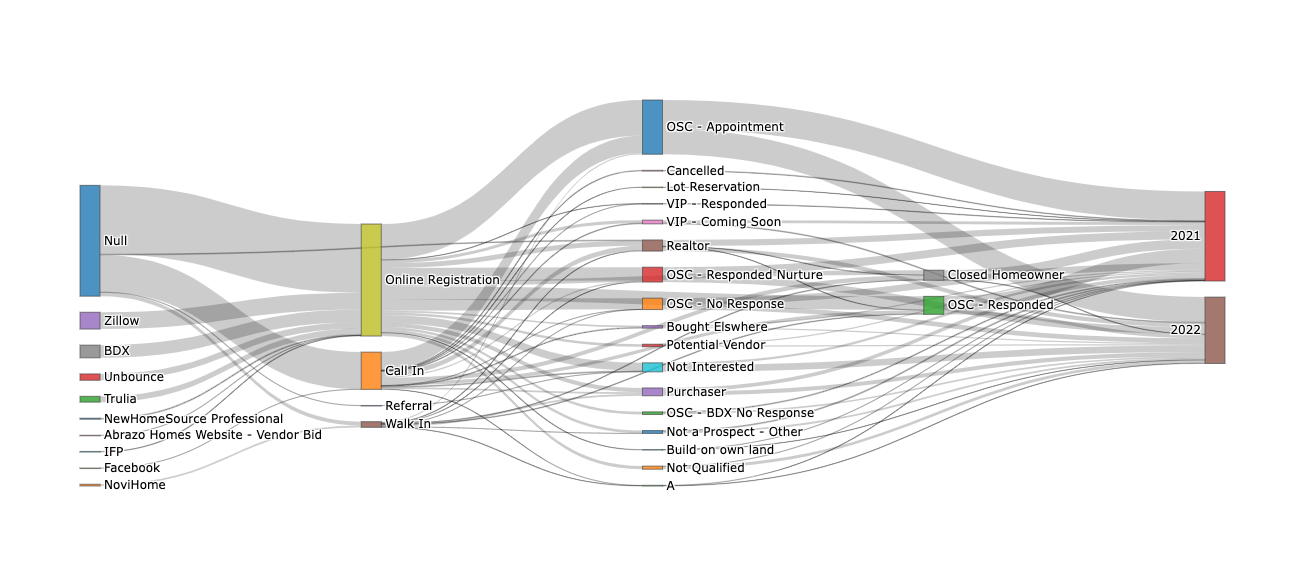 Null
Zillow
BDX
Unbounce
Trulia
NewHomeSource Professional
Abrazo Homes Website - Vendor Bid
IFP
Facebook
NoviHome
Online Registration
Call In
Referral
Walk In
OSC - Appointment
Cancelled
Lot Reservation
VIP - Responded
VIP - Coming Soon
Realtor
OSC - Responded Nurture
OSC - No Response
Bought Elswhere
Potential Vendor
Not Interested
Purchaser
OSC - BDX No Response
Not a Prospect - Other
Build on own land
Not Qualified
A
Closed Homeowner
OSC - Responded
2021
2022